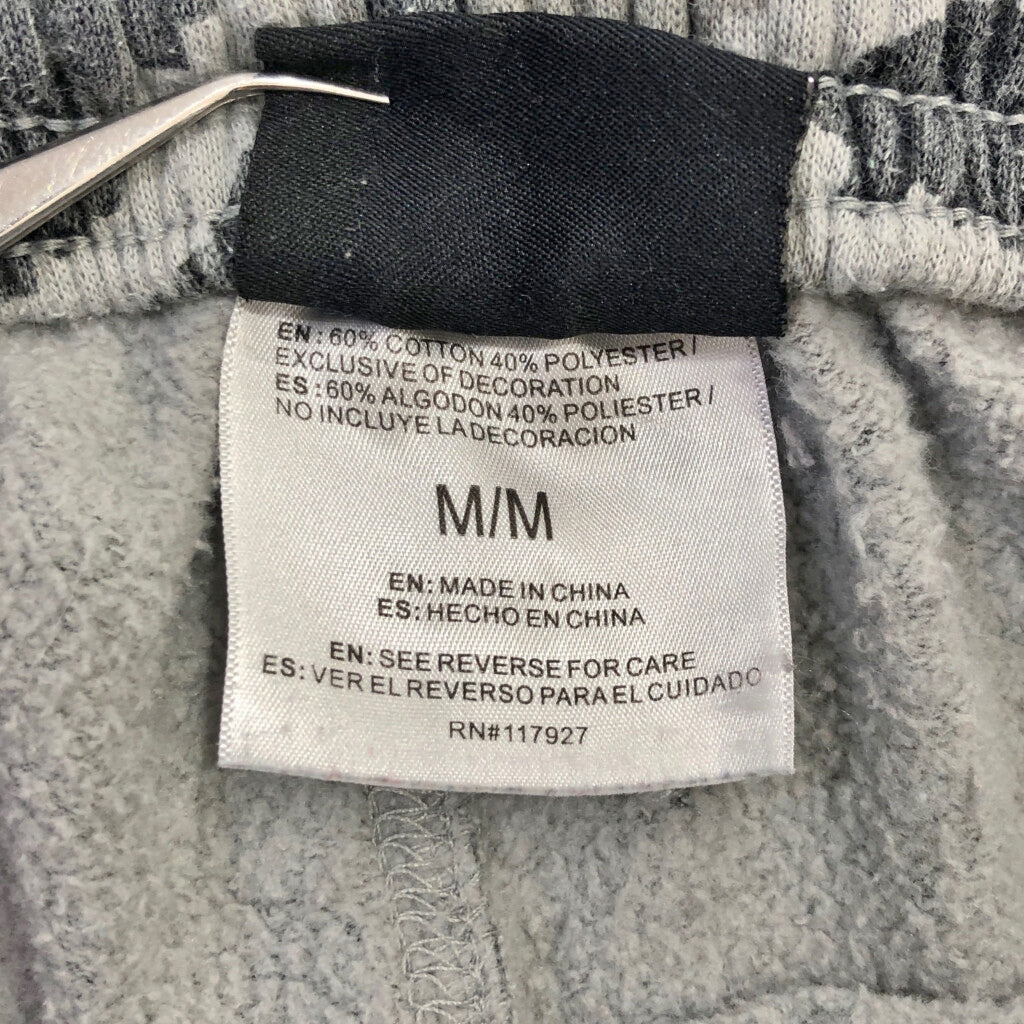 EN : 60% COTTON 40% POLYESTER /
EXCLUSIVE OF DECORATION
ES : 60% ALGODON 40% POLIESTER /
NO INCLUYE LA DECORACION
M/M
EN: MADE IN CHINA
ES: HECHO EN CHINA
EN: SEE REVERSE FOR CARE
ES: VER EL REVERSO PARA EL CUIDADO
RN#117927